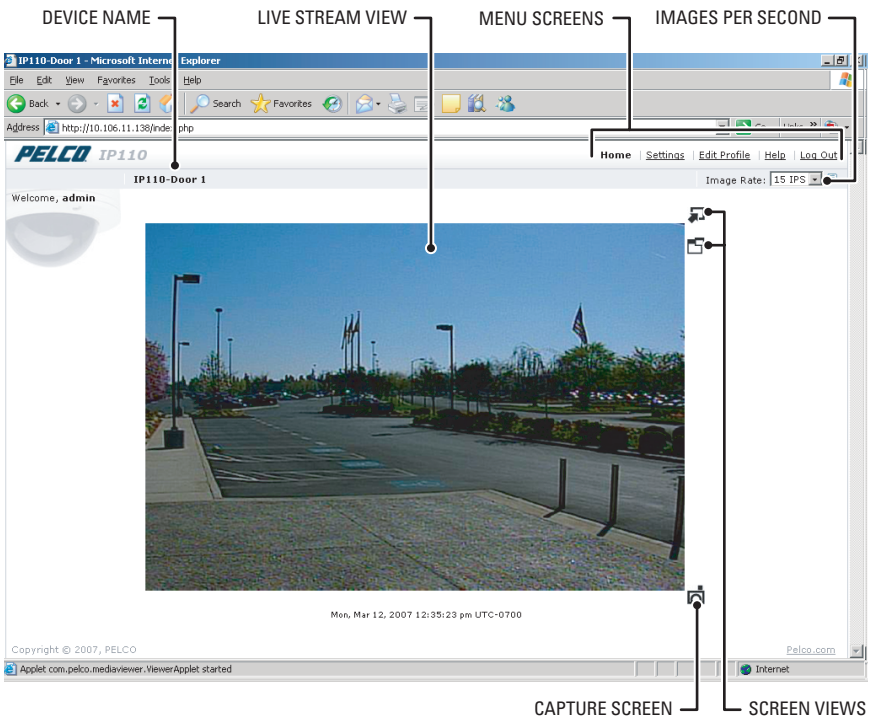 DEVICE NAME
LIVE STREAM VIEW
MENU SCREENS
IMAGES PER SECOND
IP110-Door 1 - Microsoft Internet Explorer
File Edit View Favorites Tools Help
Back Search Favorites
Address http://10.106.11.138/index.php
PELCO IP110
Home | Settings | Edit Profile | Help | Log Out
IP110-Door 1
Image Rate: 15 IPS
Welcome, admin
Mon, Mar 12, 2007 12:35:23 pm UTC-0700
Copyright © 2007, PELCO
Pelco.com
Applet com.pelco.mediaviewer.ViewerApplet started
Internet
CAPTURE SCREEN
SCREEN VIEWS